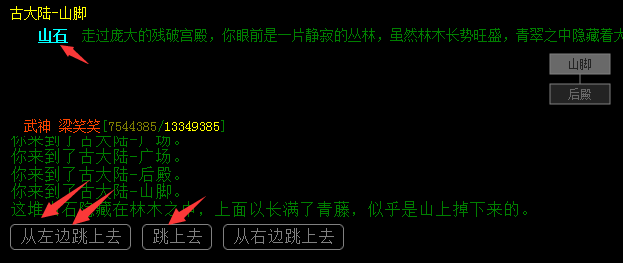 古大陆-山脚
山石 走过庞大的残破宫殿，你眼前是一片静寂的丛林，虽然林木长势旺盛，青翠之中隐藏着大
山脚
后殿
武神 梁笑笑[7544385/13349385]
你来到了古大陆-广场。
你来到了古大陆-广场。
你来到了古大陆-后殿。
你来到了古大陆-山脚。
这堆 石隐藏在林木之中，上面以长满了青藤，似乎是山上掉下来的。
从左边跳上去 跳上去 从右边跳上去